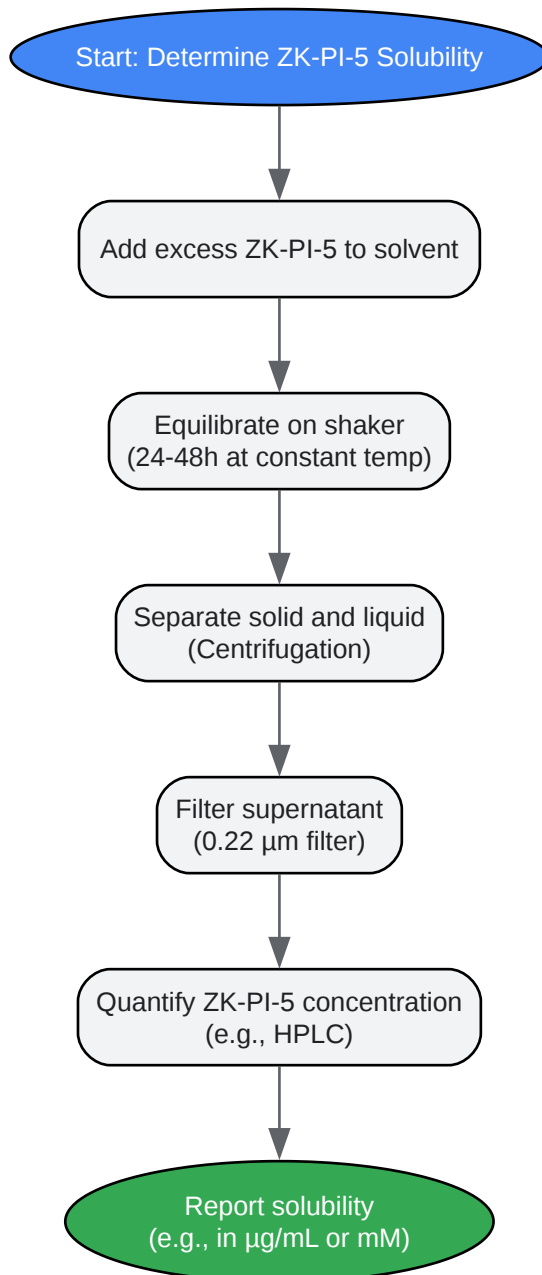 Start: Determine ZK-PI-5 Solubility
Add excess ZK-PI-5 to solvent
Equilibrate on shaker
(24-48h at constant temp)
Separate solid and liquid
(Centrifugation)
Filter supernatant
(0.22 µm filter)
Quantify ZK-PI-5 concentration
(e.g., HPLC)
Report solubility
(e.g., in µg/mL or mM)